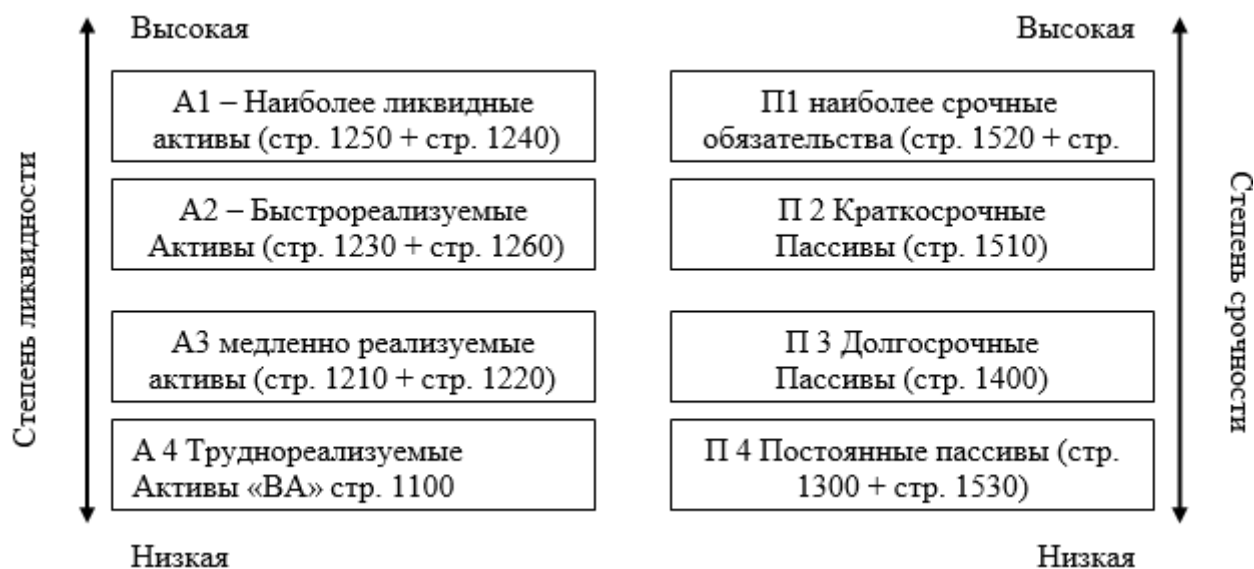 Высокая
Высокая
А1 – Наиболее ликвидные
активы (стр. 1250 + стр. 1240)
П1 наиболее срочные
обязательства (стр. 1520 + стр.
А2 – Быстрореализуемые
Активы (стр. 1230 + стр. 1260)
П 2 Краткосрочные
Пассивы (стр. 1510)
А3 медленно реализуемые
активы (стр. 1210 + стр. 1220)
П 3 Долгосрочные
Пассивы (стр. 1400)
А 4 Труднореализуемые
Активы «ВА» стр. 1100
П 4 Постоянные пассивы (стр.
1300 + стр. 1530)
Низкая
Низкая
Степень ликвидности
Степень срочности